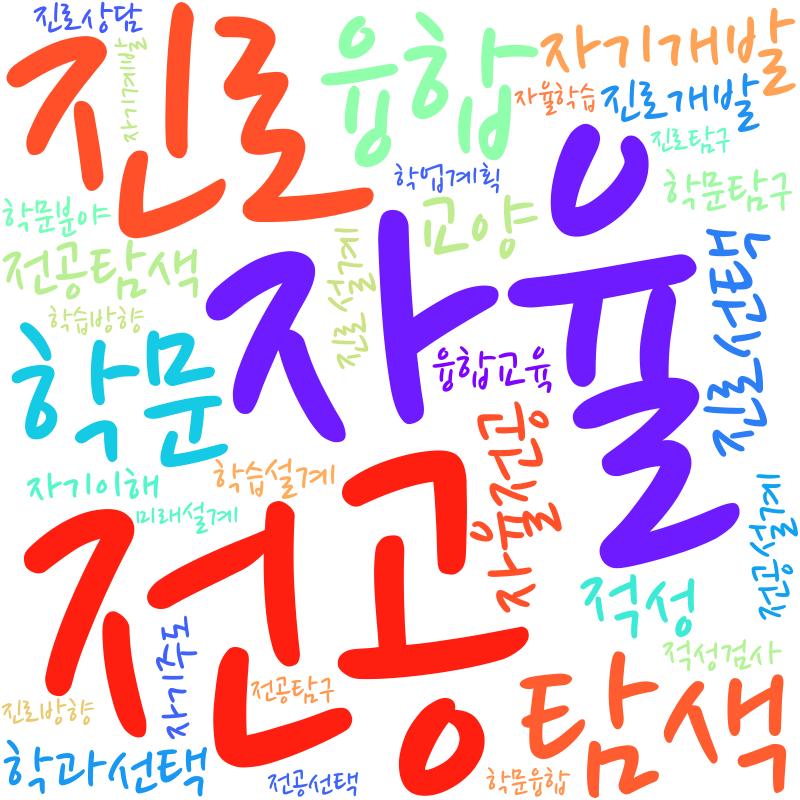 진로상담
진로
자기계발
융합
자기개발
자율학습
진로개발
진로탐구
학업계획
학문탐구
학문분야
교양
자율
전공탐색
진로설계
진로선택
학습방향
학문
융합교육
자율전공
자기이해
학습설계
미래설계
전공설계
전공
적성
적성검사
자기주도
전공탐구
탐색
진로방향
학과선택
전공선택
학문융합